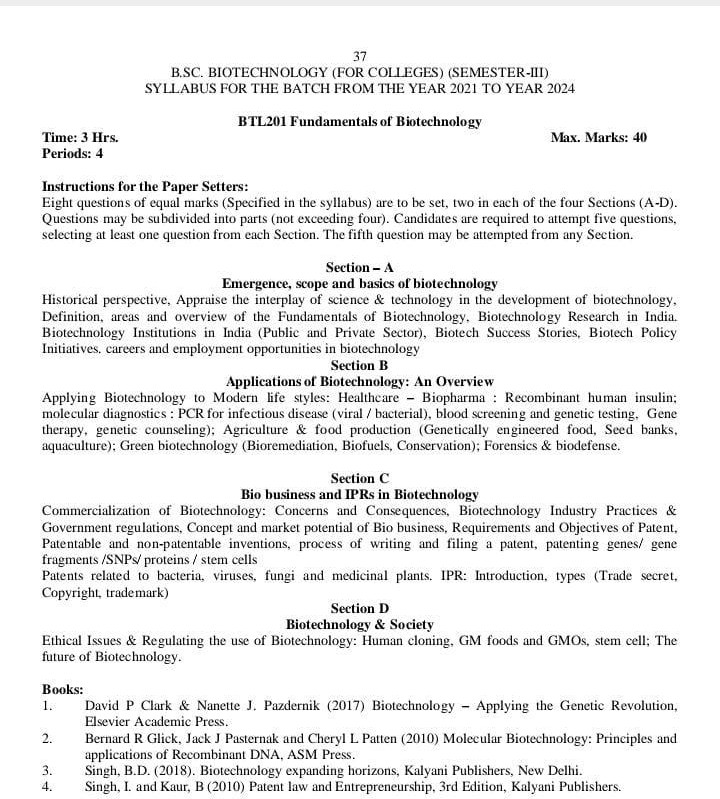 37
B.SC. BIOTECHNOLOGY (FOR COLLEGES) (SEMESTER-III)
SYLLABUS FOR THE BATCH FROM THE YEAR 2021 TO YEAR 2024
BTL201 Fundamentals of Biotechnology
Time: 3 Hrs. Max. Marks: 40
Periods: 4
Instructions for the Paper Setters:
Eight questions of equal marks (Specified in the syllabus) are to be set, two in each of the four Sections (A-D).
Questions may be subdivided into parts (not exceeding four). Candidates are required to attempt five questions,
selecting at least one question from each Section. The fifth question may be attempted from any Section.
Section – A
Emergence, scope and basics of biotechnology
Historical perspective, Appraise the interplay of science & technology in the development of biotechnology,
Definition, areas and overview of the Fundamentals of Biotechnology, Biotechnology Research in India.
Biotechnology Institutions in India (Public and Private Sector), Biotech Success Stories, Biotech Policy
Initiatives. careers and employment opportunities in biotechnology
Section B
Applications of Biotechnology: An Overview
Applying Biotechnology to Modern life styles: Healthcare – Biopharma : Recombinant human insulin;
molecular diagnostics : PCR for infectious disease (viral / bacterial), blood screening and genetic testing, Gene
therapy, genetic counseling); Agriculture & food production (Genetically engineered food, Seed banks,
aquaculture); Green biotechnology (Bioremediation, Biofuels, Conservation); Forensics & biodefense.
Section C
Bio business and IPRs in Biotechnology
Commercialization of Biotechnology: Concerns and Consequences, Biotechnology Industry Practices &
Government regulations, Concept and market potential of Bio business, Requirements and Objectives of Patent,
Patentable and non-patentable inventions, process of writing and filing a patent, patenting genes/ gene
fragments /SNPs/ proteins / stem cells
Patents related to bacteria, viruses, fungi and medicinal plants. IPR: Introduction, types (Trade secret,
Copyright, trademark)
Section D
Biotechnology & Society
Ethical Issues & Regulating the use of Biotechnology: Human cloning, GM foods and GMOs, stem cell; The
future of Biotechnology.
Books:
1. David P Clark & Nanette J. Pazdernik (2017) Biotechnology – Applying the Genetic Revolution,
Elsevier Academic Press.
2. Bernard R Glick, Jack J Pasternak and Cheryl L Patten (2010) Molecular Biotechnology: Principles and
applications of Recombinant DNA, ASM Press.
3. Singh, B.D. (2018). Biotechnology expanding horizons, Kalyani Publishers, New Delhi.
4. Singh, I. and Kaur, B (2010) Patent law and Entrepreneurship, 3rd Edition, Kalyani Publishers.